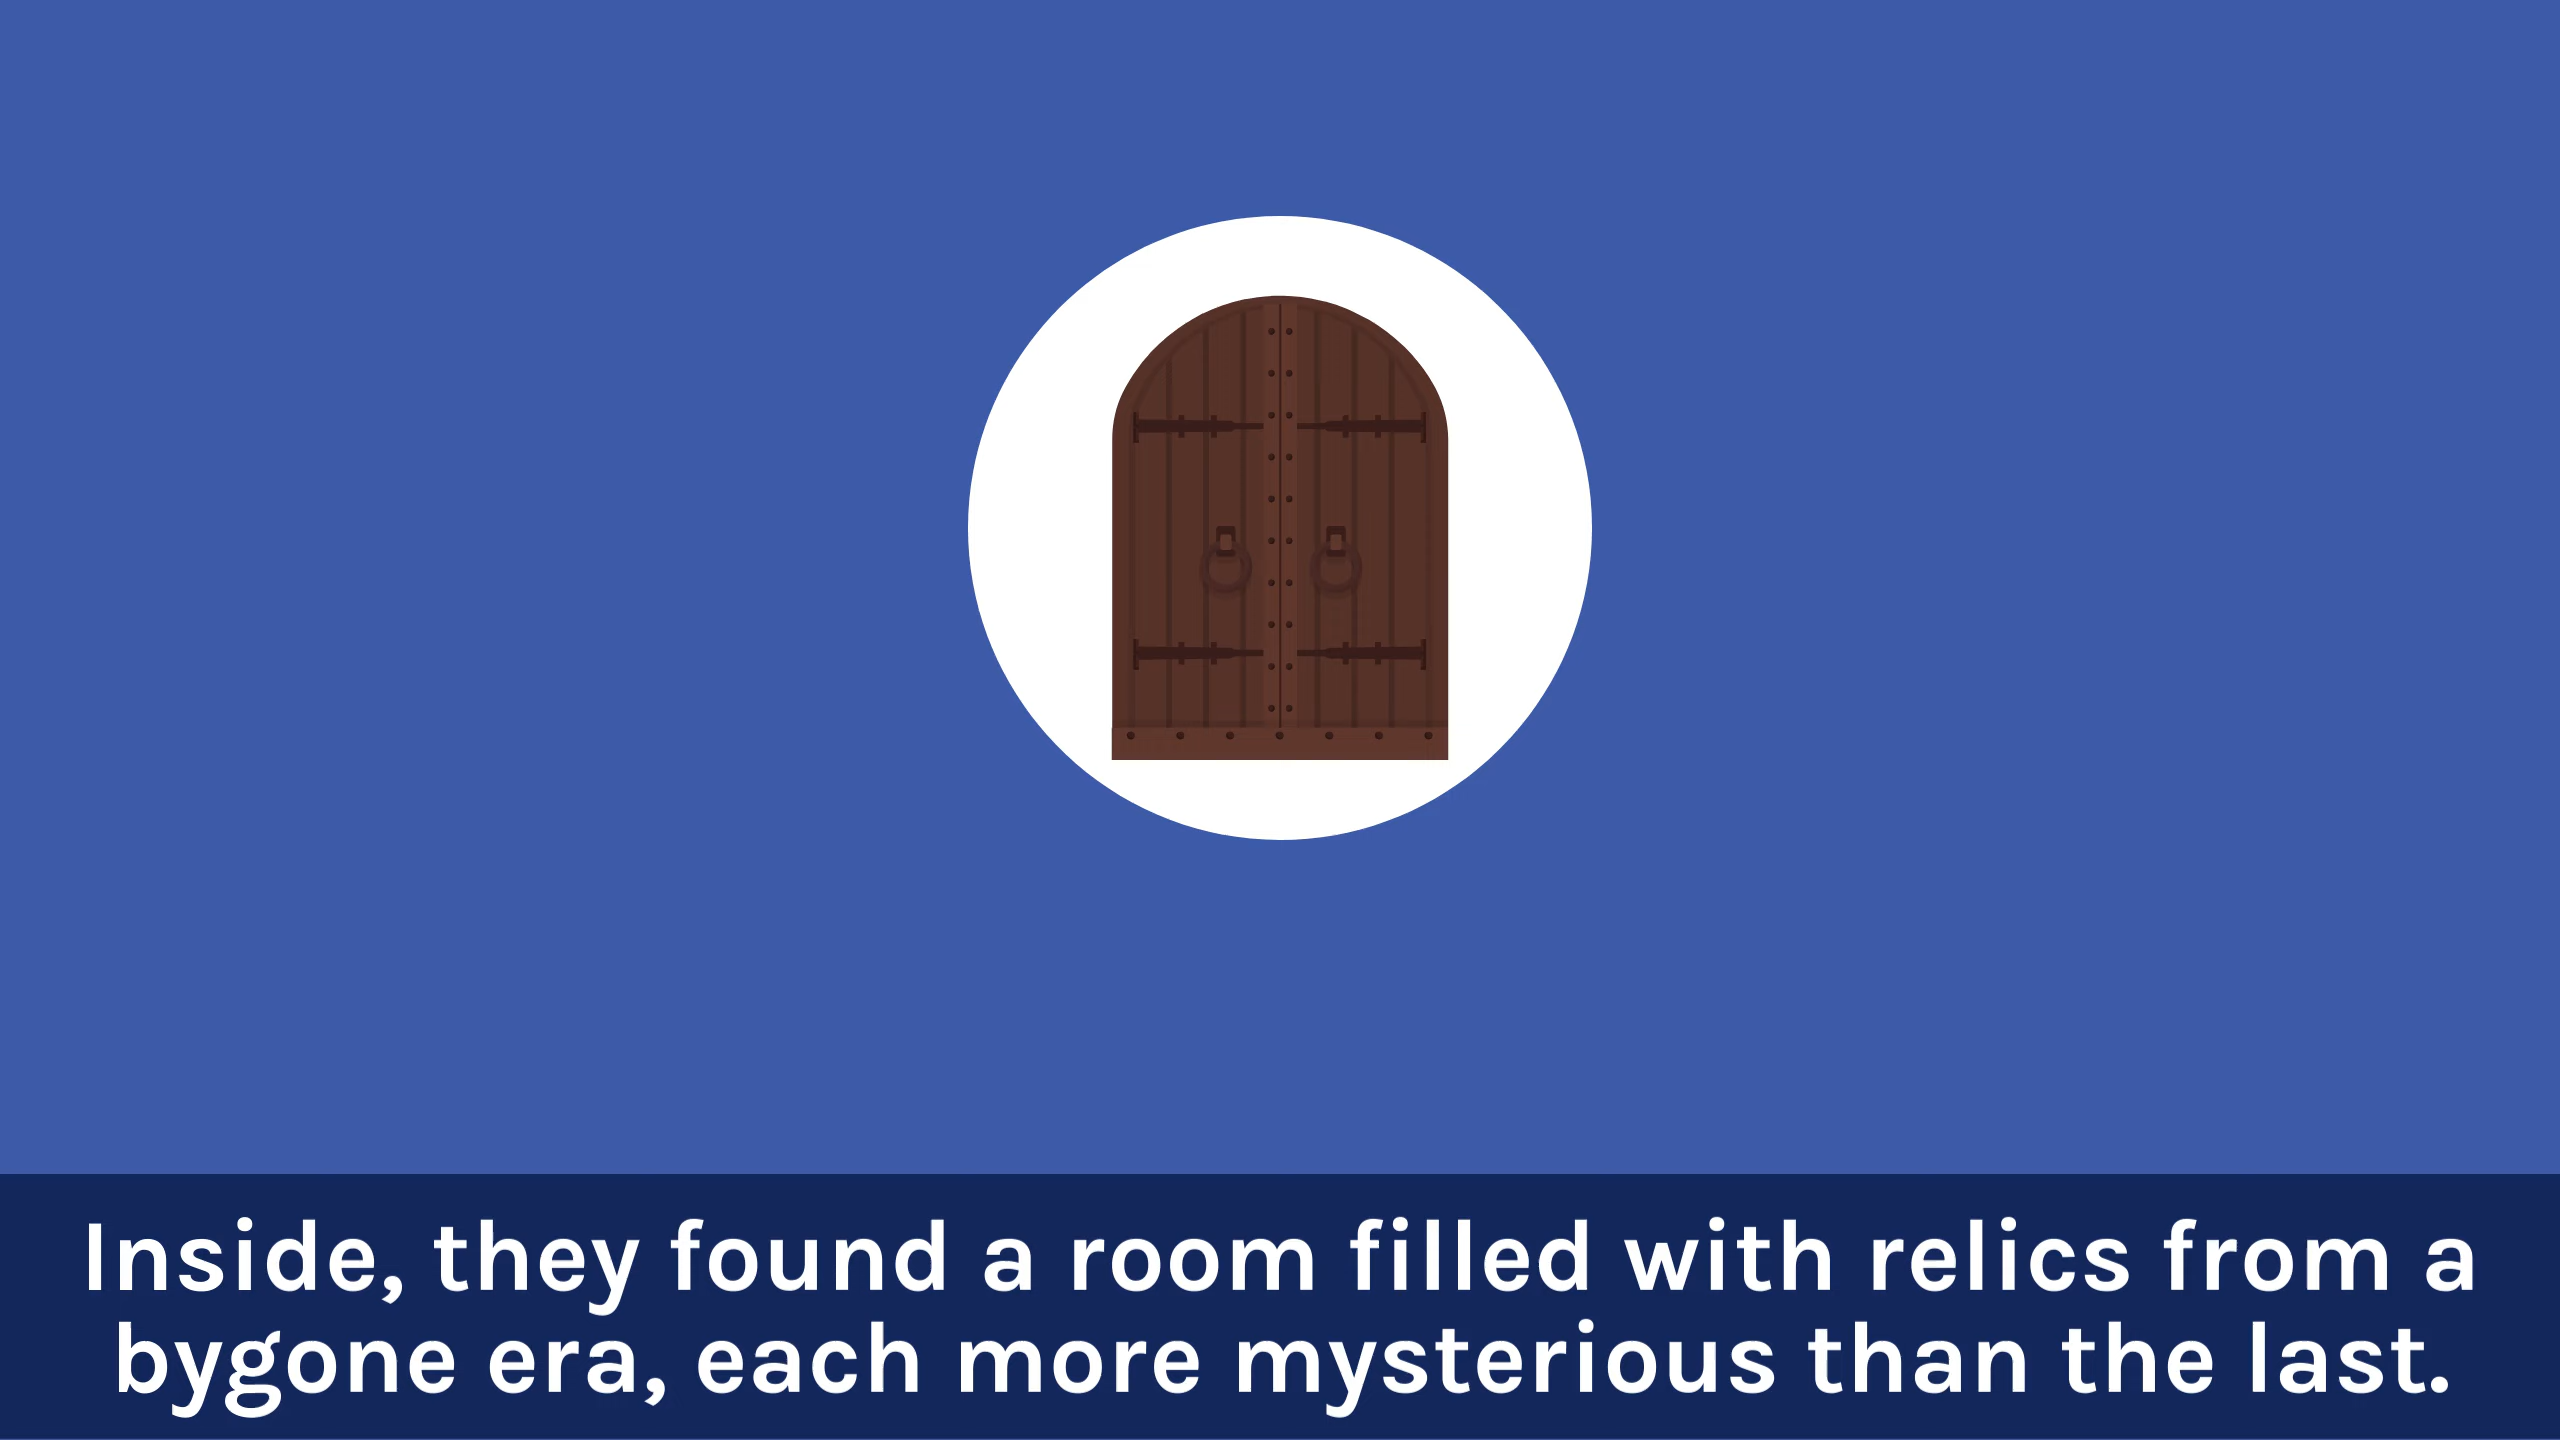 Inside, they found a room filled with relics from a
bygone era, each more mysterious than the last.